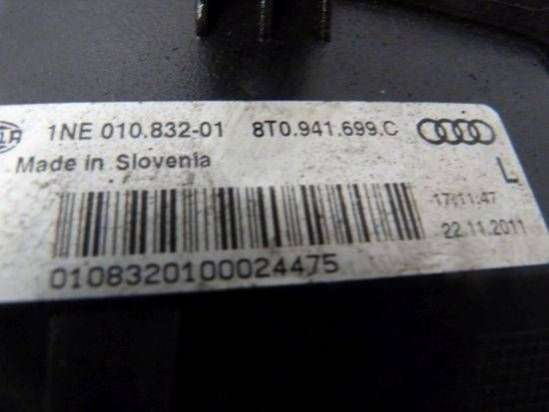 1NE 010.832-01 8T0.941.699.C
Made in Slovenia
L
17:11:47
22.11.2011
0108320100024475